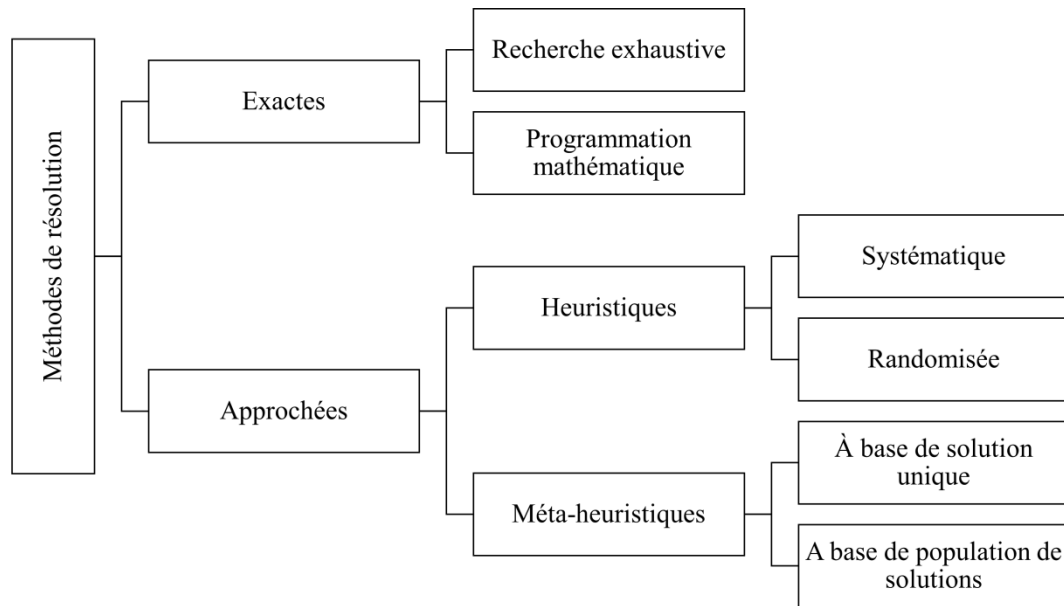 Méthodes de résolution
Exactes
Recherche exhaustive
Programmation
mathématique
Approchées
Heuristiques
Systématique
Randomisée
Méta-heuristiques
À base de solution
unique
A base de population de
solutions